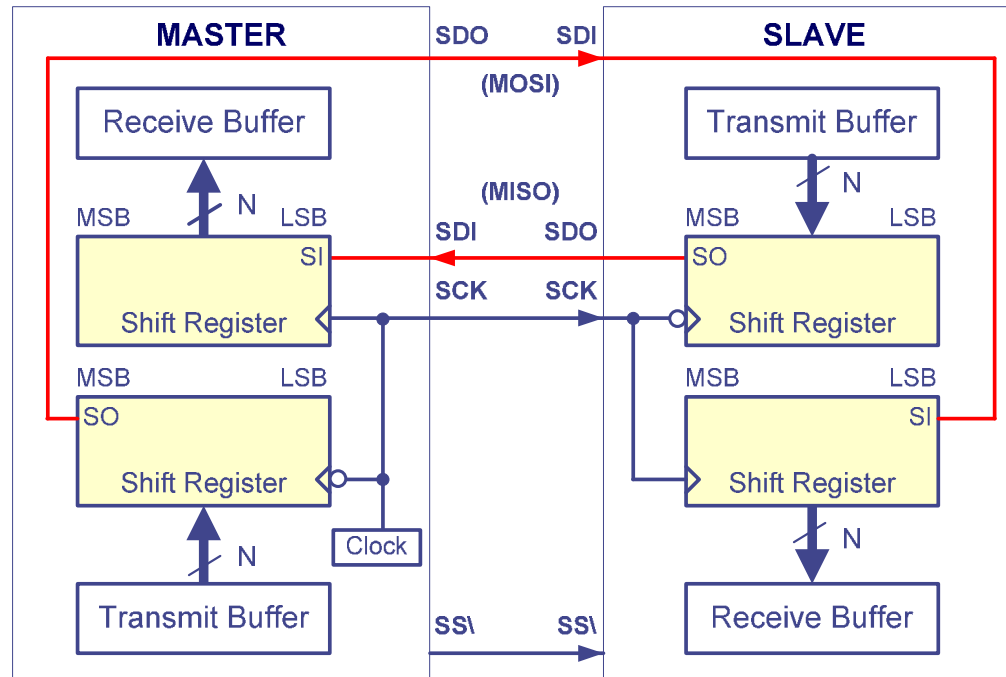 MASTER
SDO SDI
SLAVE
(MOSI)
Receive Buffer
Transmit Buffer
N
(MISO)
N
MSB LSB
SDI SDO
MSB LSB
SI
SO
SCK SCK
Shift Register
Shift Register
MSB LSB
MSB LSB
SO
SI
Shift Register
Shift Register
N
Clock
N
Transmit Buffer
SS\ SS\
Receive Buffer